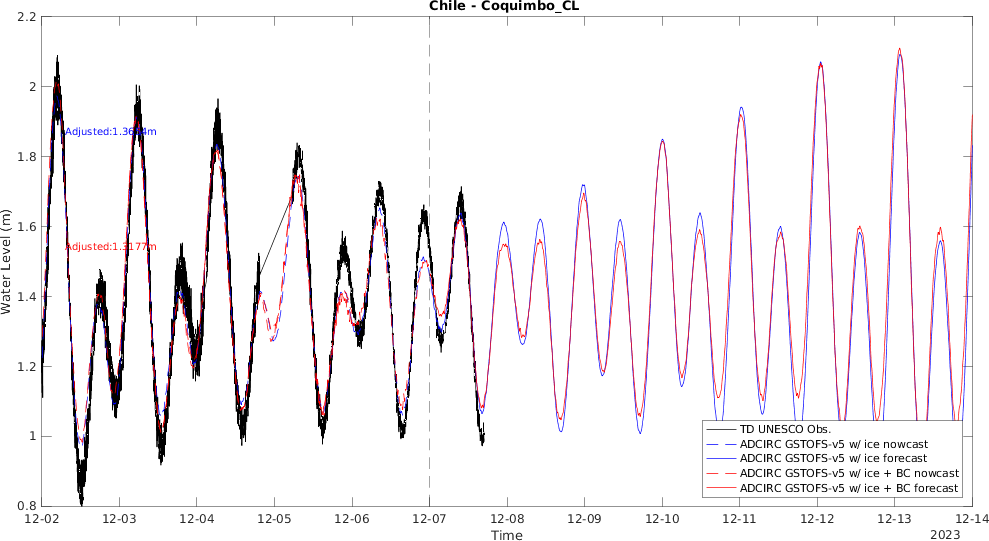 Chile - Coquimbo_CL
2.2
2
1.8
1.6
1.4
1.2
1
0.8
Water Level (m)
Adjusted:1.3644m
Adjusted:1.3177m
TD UNESCO Obs.
ADCIRC GSTOFS-v5 w/ ice nowcast
ADCIRC GSTOFS-v5 w/ ice forecast
ADCIRC GSTOFS-v5 w/ ice + BC nowcast
ADCIRC GSTOFS-v5 w/ ice + BC forecast
12-02 12-03 12-04 12-05 12-06 12-07 12-08 12-09 12-10 12-11 12-12 12-13 12-14
Time
2023